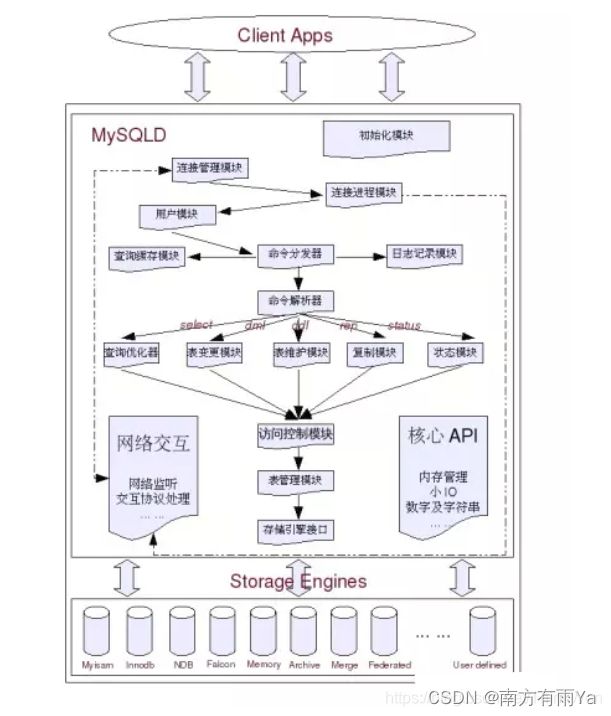 Client Apps
MySQLD
初始化模块
连接管理模块
连接进程模块
用户模块
查询缓存模块
命令分发器
日志记录模块
命令解析器
select
dml
ddl
rep
status
查询优化器
表变更模块
表维护模块
复制模块
状态模块
访问控制模块
网络交互
网络监听
交互协议处理
... ...
核心 API
内存管理
小 IO
数字及字符串
... ...
表管理模块
存储引擎接口
Storage Engines
Myisam
Innodb
NDB
Falcon
Memory
Archive
Merge
Federated
... ...
User defined
CSDN @南方有雨Ya